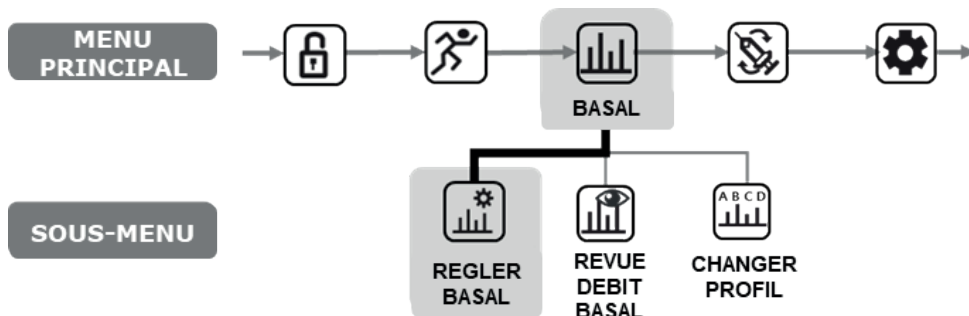 MENU
PRINCIPAL
BASAL
SOUS-MENU
REGLER
BASAL
REVUE
DEBIT
BASAL
A B C D
CHANGER
PROFIL